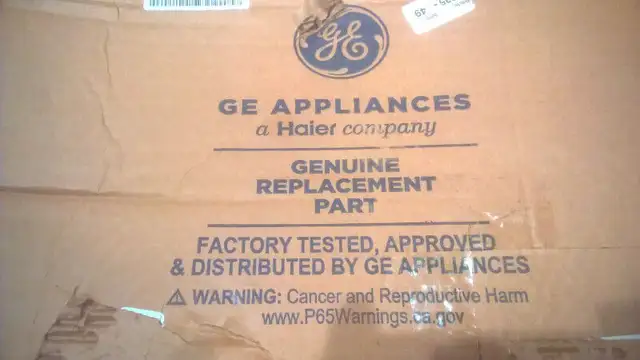 GE
GE APPLIANCES
a Haier company
GENUINE
REPLACEMENT
PART
FACTORY TESTED, APPROVED
& DISTRIBUTED BY GE APPLIANCES
⚠ WARNING: Cancer and Reproductive Harm
www.P65Warnings.ca.gov